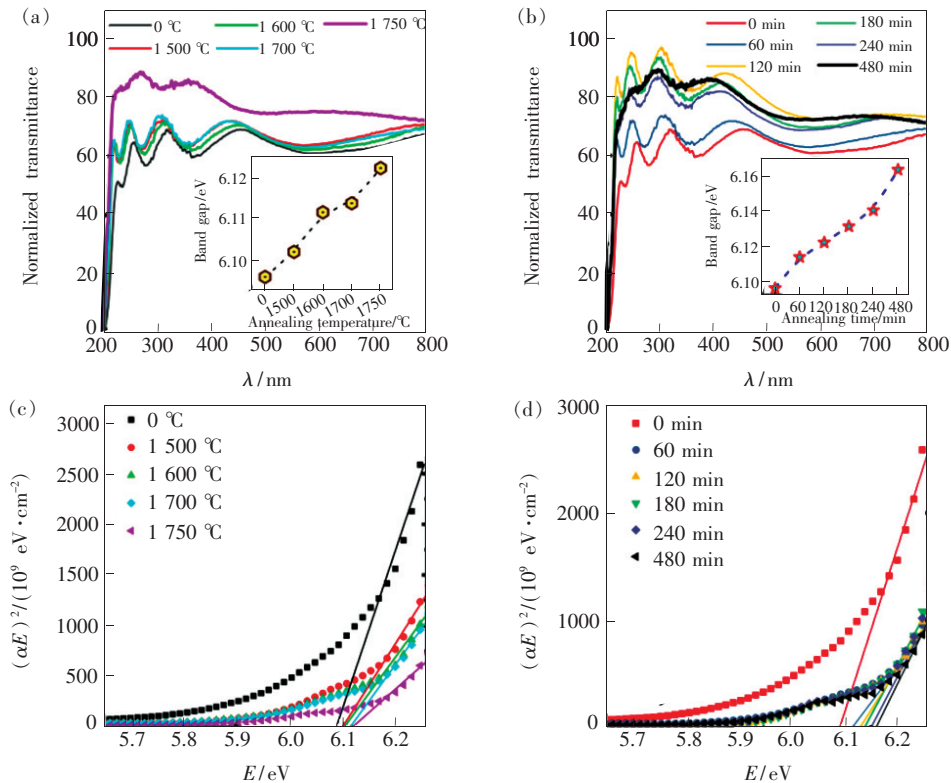 (a)
0 ℃
1 600 ℃
1 750 ℃
1 500 ℃
1 700 ℃
Normalized transmittance
100
80
60
40
20
0
200
300
400
500
600
700
800
λ/nm
Band gap/eV
6.12
6.11
6.10
0
1500
1600
1700
1750
Annealing temperature/℃
(b)
0 min
180 min
60 min
240 min
120 min
480 min
Normalized transmittance
100
80
60
40
20
0
200
300
400
500
600
700
800
λ/nm
Band gap/eV
6.16
6.14
6.12
6.10
0
60
120
180
240
480
Annealing time/min
(c)
0 ℃
1 500 ℃
1 600 ℃
1 700 ℃
1 750 ℃
(αE)²/(10⁹ eV·cm⁻²)
3000
2500
2000
1500
1000
500
0
5.7
5.8
5.9
6.0
6.1
6.2
E/eV
(d)
0 min
60 min
120 min
180 min
240 min
480 min
(αE)²/(10⁹ eV·cm⁻²)
3000
2000
1000
0
5.7
5.8
5.9
6.0
6.1
6.2
E/eV